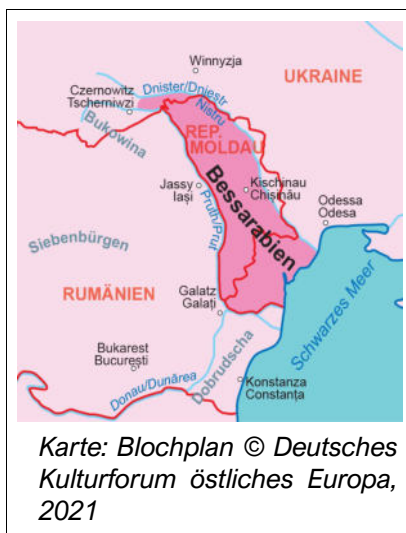 Winnyzja
UKRAINE
Dnister/Dniestr
Czernowitz
Tscherniwzi
Nistru
Bukowina
REP.
MOLDAU
Jassy
Iași
Kischinau
Chișinău
Pruth/Prut
Bessarabien
Odessa
Odesa
Siebenbürgen
RUMÄNIEN
Galatz
Galați
Schwarzes Meer
Dobrudscha
Bukarest
București
Donau/Dunărea
Konstanza
Constanța
Karte: Blochplan © Deutsches
Kulturforum östliches Europa,
2021